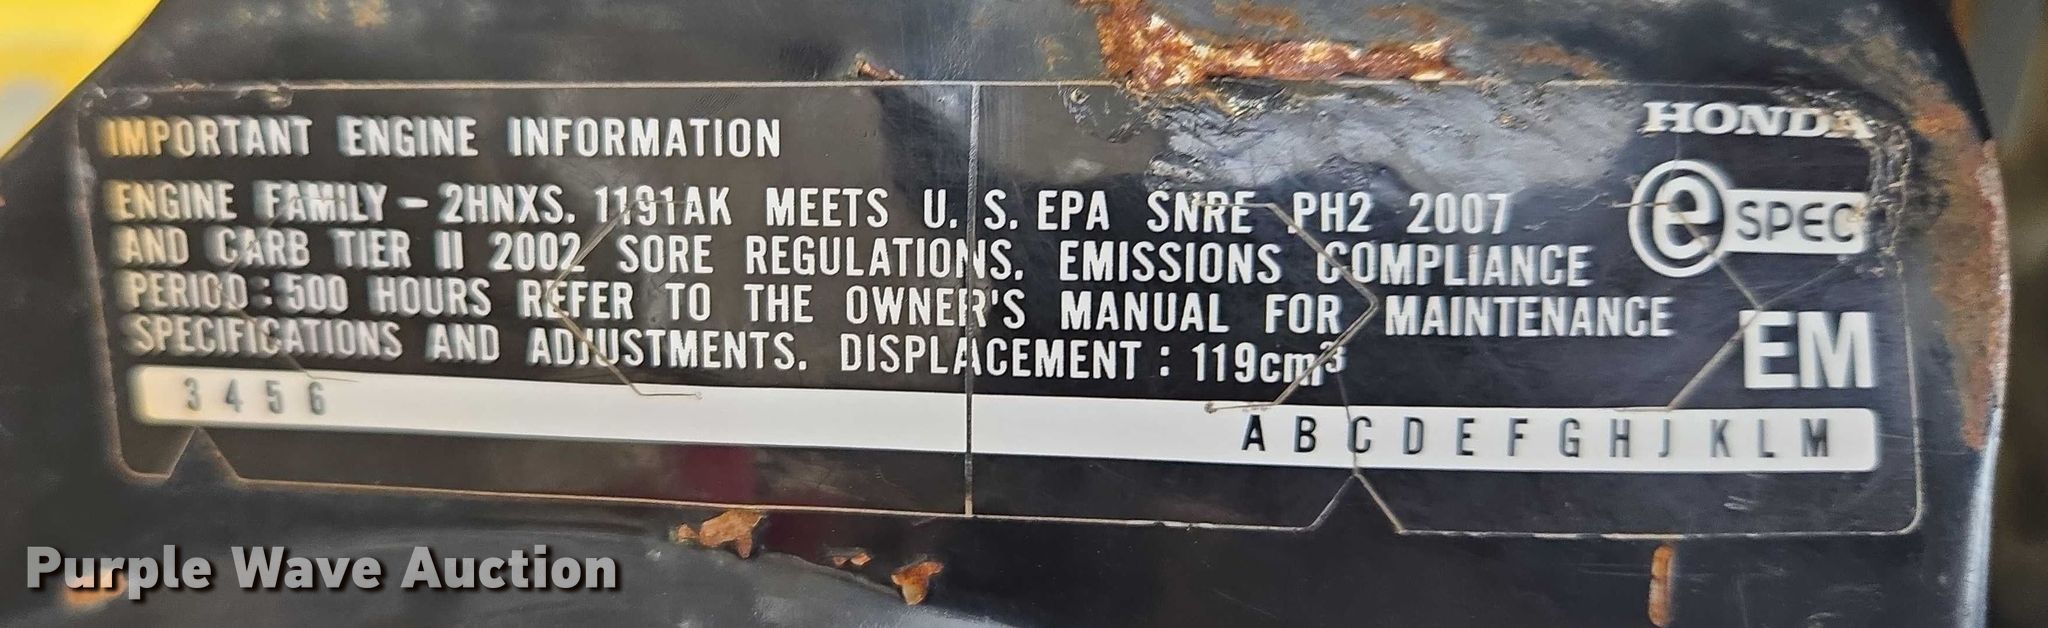 IMPORTANT ENGINE INFORMATION
ENGINE FAMILY - 2HNXS. 1191AK MEETS U. S. EPA SNRE PH2 2007
AND CARB TIER II 2002 SORE REGULATIONS. EMISSIONS COMPLIANCE
PERIOD : 500 HOURS REFER TO THE OWNER'S MANUAL FOR MAINTENANCE
SPECIFICATIONS AND ADJUSTMENTS. DISPLACEMENT : 119cm³
HONDA
e SPEC
EM
3 4 5 6
A B C D E F G H J K L M
Purple Wave Auction